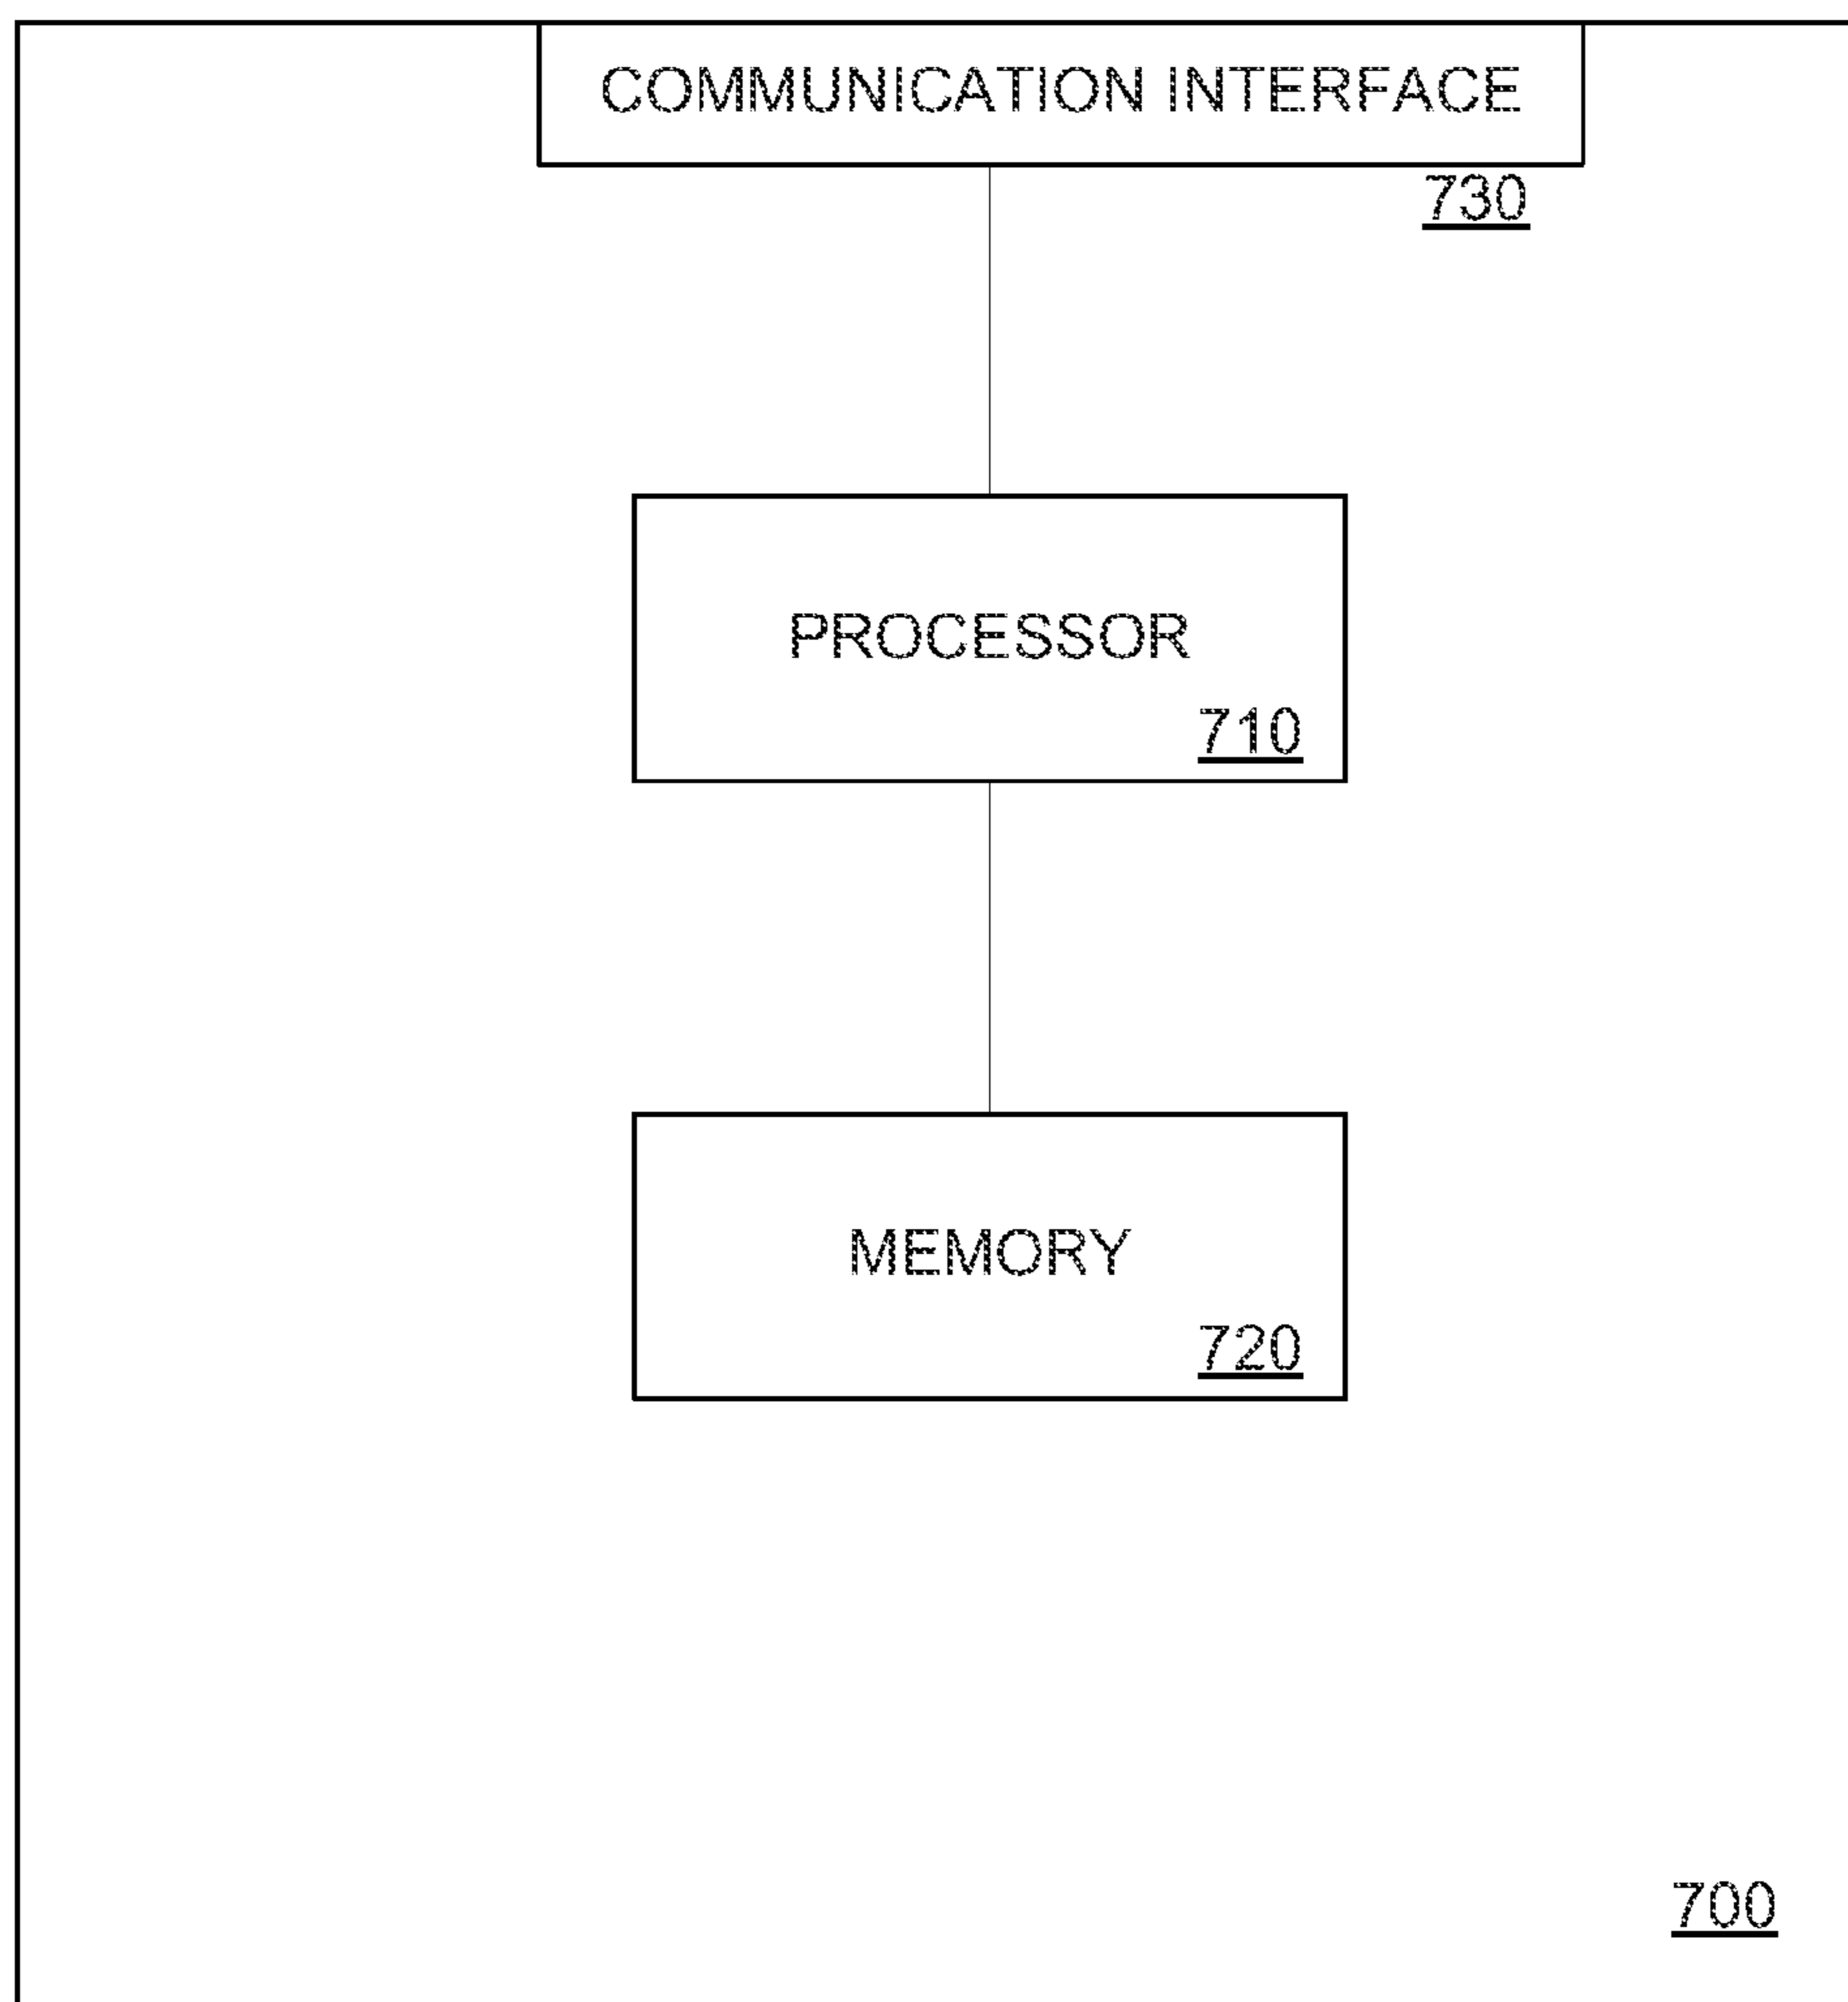 COMMUNICATION INTERFACE
730
PROCESSOR
710
MEMORY
720
700